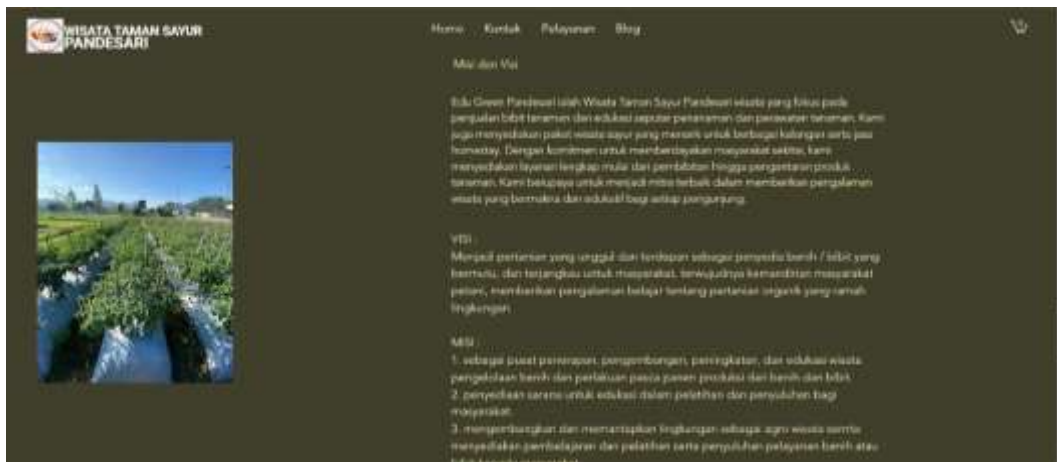 WISATA TAMAN SAYUR
PANDESARI
Home Kontak Pelayanan Blog
Misi dan Visi
Edu Green Pandesari ialah Wisata Taman Sayur Pandesari wisata yang fokus pada
penjualan bibit tanaman dan edukasi seputar penanaman dan perawatan tanaman. Kami
juga menyediakan paket wisata sayur yang menarik untuk berbagai kalangan serta jasa
homestay. Dengan komitmen untuk memberdayakan masyarakat sekitar, kami
menyediakan layanan lengkap mulai dari pembibitan hingga pengantaran produk
tanaman. Kami berupaya untuk menjadi mitra terbaik dalam memberikan pengalaman
wisata yang bermakna dan edukatif bagi setiap pengunjung.
VISI :
Menjadi pertanian yang unggul dan terdepan sebagai penyedia benih / bibit yang
bermutu, dan terjangkau untuk masyarakat, terwujudnya kemandirian masyarakat
petani, memberikan pengalaman belajar tentang pertanian organik yang ramah
lingkungan
MISI :
1. sebagai pusat penerapan, pengembangan, peningkatan, dan edukasi wisata
pengelolaan benih dan perlakuan pasca panen produksi dari benih dan bibit
2. penyediaan sarana untuk edukasi dalam pelatihan dan penyuluhan bagi
masyarakat
3. mengembangkan dan memantapkan lingkungan sebagai agro wisata
menyediakan pembelajaran dan pelatihan serta penyuluhan pelayanan benih atau